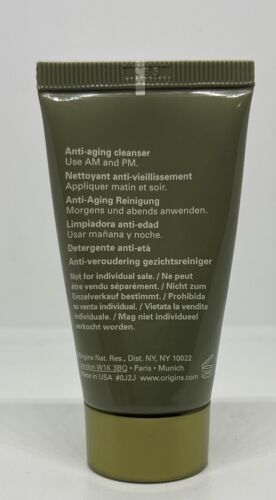 Anti-aging cleanser
Use AM and PM.
Nettoyant anti-vieillissement
Appliquer matin et soir.
Anti-Aging Reinigung
Morgens und abends anwenden.
Limpiadora anti-edad
Usar mañana y noche.
Detergente anti-età
Anti-veroudering gezichtsreiniger
Not for individual sale. / Ne peut
être vendu séparément. / Nicht zum
Einzelverkauf bestimmt. / Prohibida
su venta individual. / Vietata la vendita
individuale. / Mag niet individueel
verkocht worden.
Origins Nat. Res., Dist. NY, NY 10022
London W1K 3BQ • Paris • Munich
Made in USA #0J2J www.origins.com